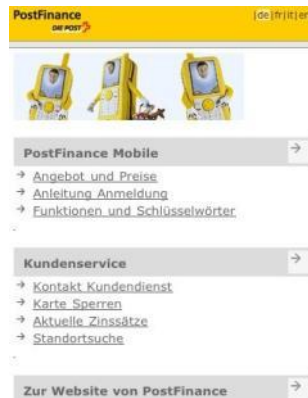 PostFinance
DIE POST
|de|fr|it|en
PostFinance Mobile
Angebot und Preise
Anleitung Anmeldung
Funktionen und Schlüsselwörter
Kundenservice
Kontakt Kundendienst
Karte Sperren
Aktuelle Zinssätze
Standortsuche
Zur Website von PostFinance